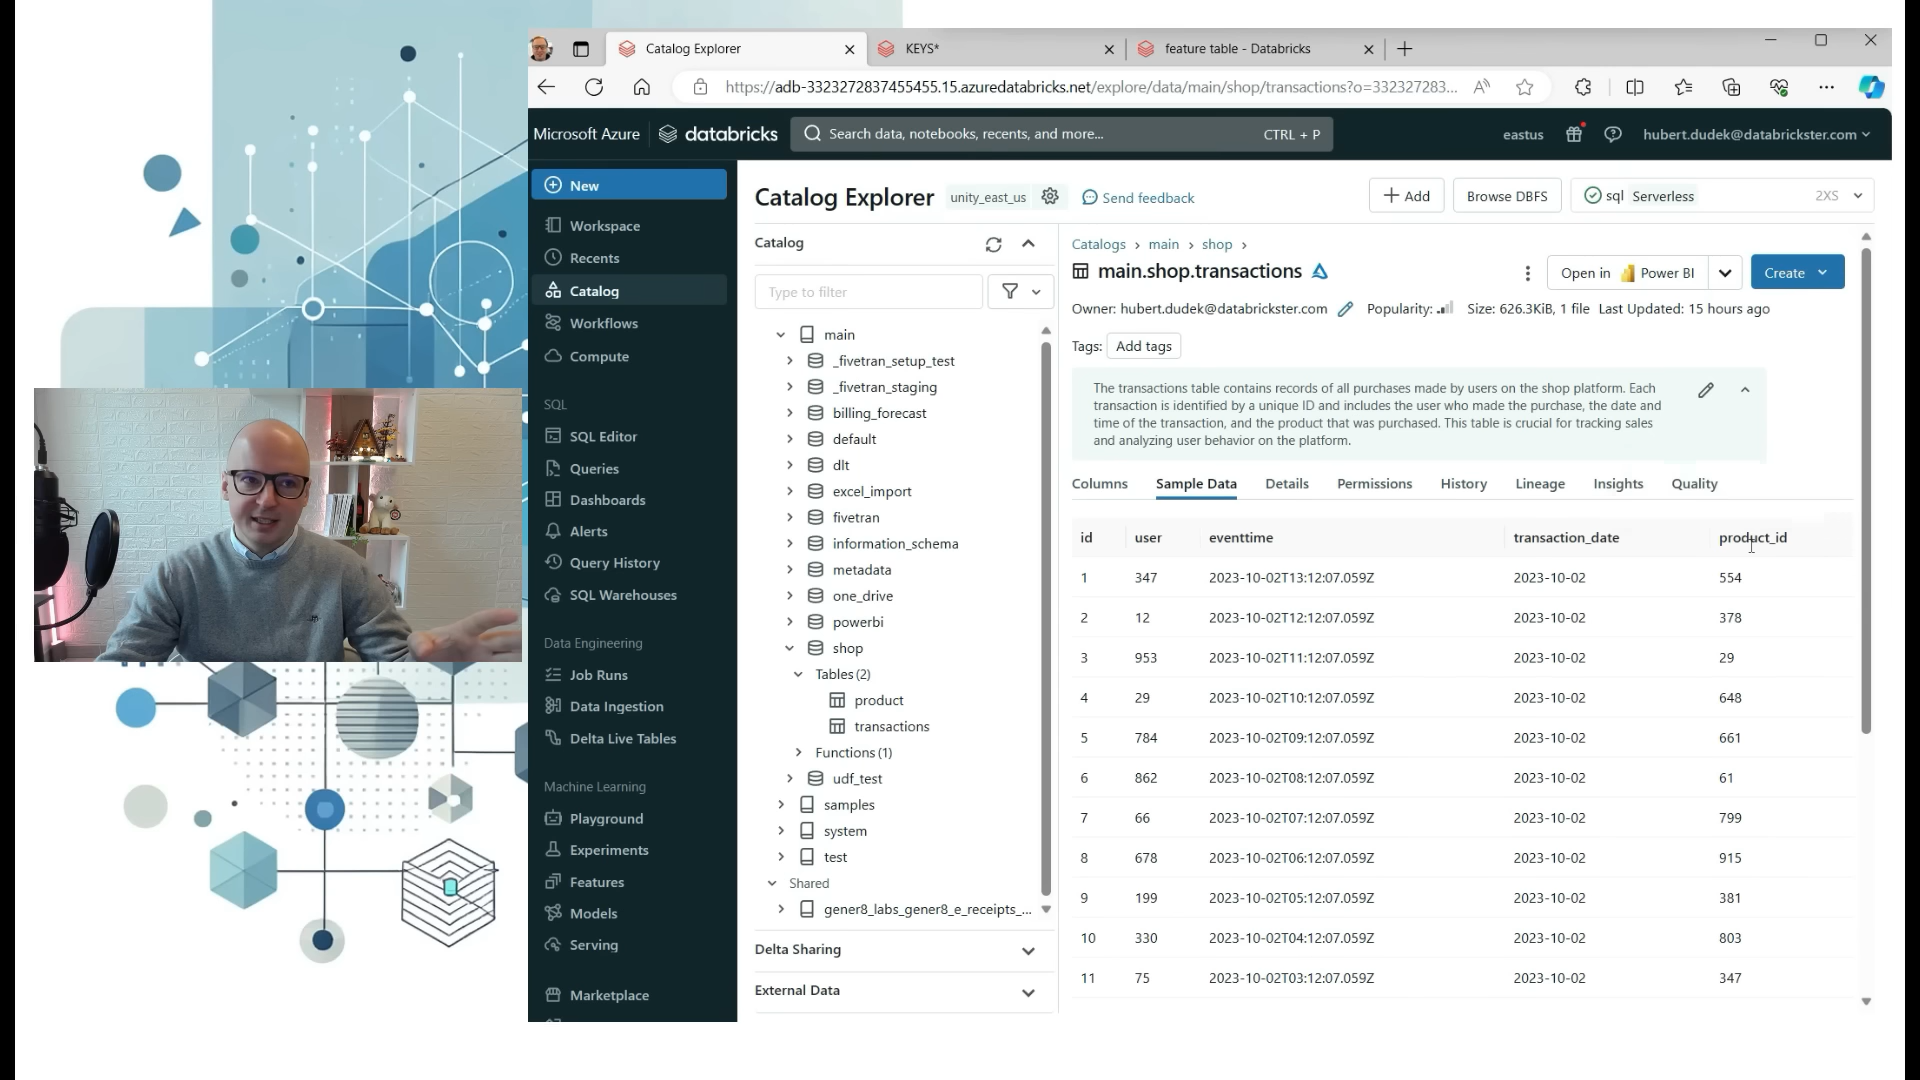 Catalog Explorer
KEYS*
feature table - Databricks
https://adb-3323272837455455.15.azuredatabricks.net/explore/data/main/shop/transactions?o=332327283...
Microsoft Azure
databricks
Search data, notebooks, recents, and more...
CTRL + P
eastus
hubert.dudek@databrickster.com
New
Workspace
Recents
Catalog
Workflows
Compute
SQL
SQL Editor
Queries
Dashboards
Alerts
Query History
SQL Warehouses
Data Engineering
Job Runs
Data Ingestion
Delta Live Tables
Machine Learning
Playground
Experiments
Features
Models
Serving
Marketplace
Catalog Explorer
unity_east_us
Send feedback
Add
Browse DBFS
sql Serverless
2XS
Catalog
Type to filter
main
_fivetran_setup_test
_fivetran_staging
billing_forecast
default
dlt
excel_import
fivetran
information_schema
metadata
one_drive
powerbi
shop
Tables (2)
product
transactions
Functions (1)
udf_test
samples
system
test
Shared
gener8_labs_gener8_e_receipts_...
Delta Sharing
External Data
Catalogs > main > shop >
main.shop.transactions
Open in Power BI
Create
Owner: hubert.dudek@databrickster.com
Popularity:
Size: 626.3KiB, 1 file
Last Updated: 15 hours ago
Tags: Add tags
The transactions table contains records of all purchases made by users on the shop platform. Each
transaction is identified by a unique ID and includes the user who made the purchase, the date and
time of the transaction, and the product that was purchased. This table is crucial for tracking sales
and analyzing user behavior on the platform.
Columns Sample Data Details Permissions History Lineage Insights Quality
id user eventtime transaction_date product_id
1 347 2023-10-02T13:12:07.059Z 2023-10-02 554
2 12 2023-10-02T12:12:07.059Z 2023-10-02 378
3 953 2023-10-02T11:12:07.059Z 2023-10-02 29
4 29 2023-10-02T10:12:07.059Z 2023-10-02 648
5 784 2023-10-02T09:12:07.059Z 2023-10-02 661
6 862 2023-10-02T08:12:07.059Z 2023-10-02 61
7 66 2023-10-02T07:12:07.059Z 2023-10-02 799
8 678 2023-10-02T06:12:07.059Z 2023-10-02 915
9 199 2023-10-02T05:12:07.059Z 2023-10-02 381
10 330 2023-10-02T04:12:07.059Z 2023-10-02 803
11 75 2023-10-02T03:12:07.059Z 2023-10-02 347